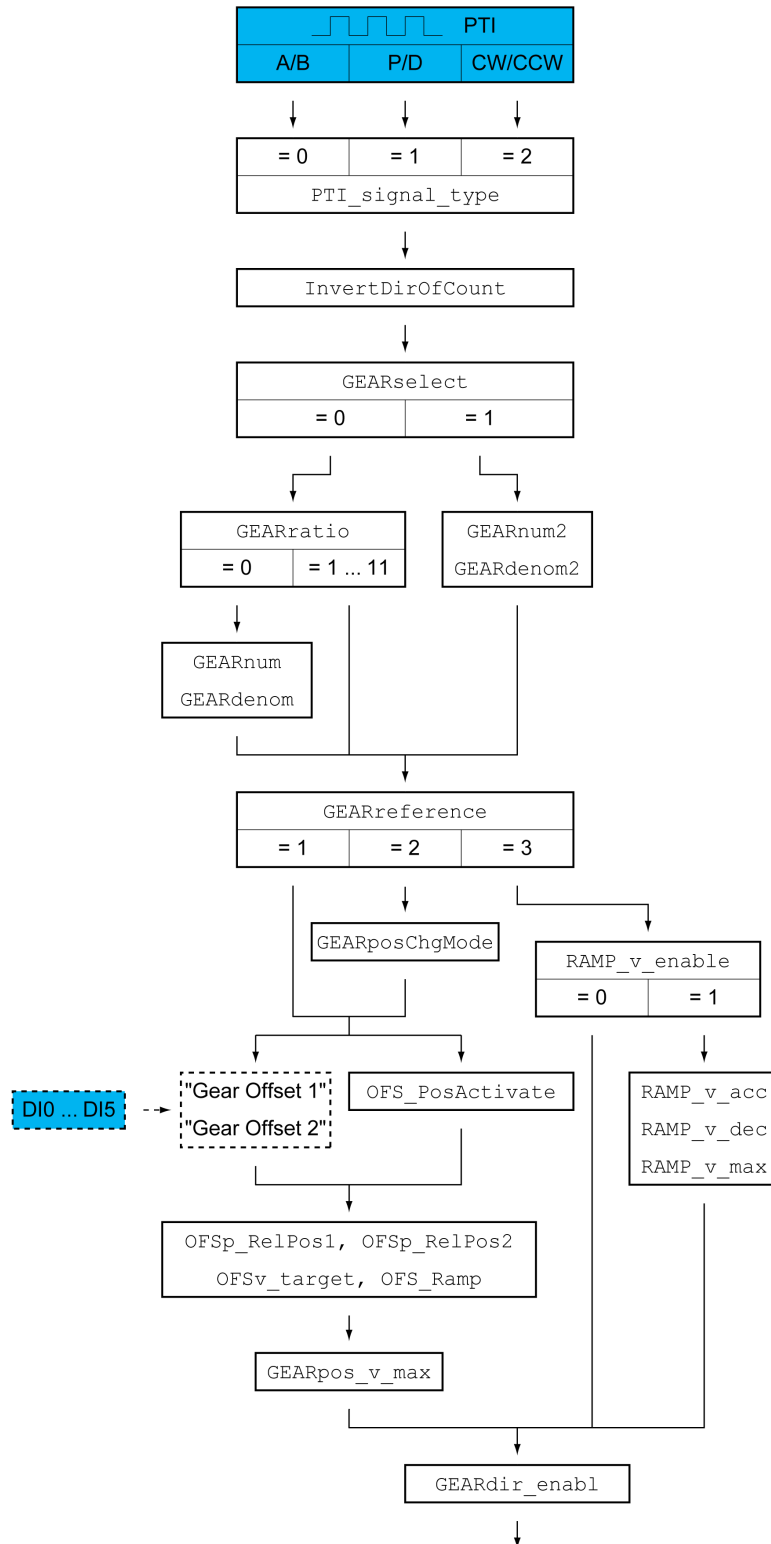 PTI
A/B P/D CW/CCW
= 0 = 1 = 2
PTI_signal_type
InvertDirOfCount
GEARselect
= 0 = 1
GEARratio
= 0 = 1 ... 11
GEARnum2
GEARdenom2
GEARnum
GEARdenom
GEARreference
= 1 = 2 = 3
GEARposChgMode
RAMP_v_enable
= 0 = 1
DI0 ... DI5
"Gear Offset 1"
"Gear Offset 2"
OFS_PosActivate
RAMP_v_acc
RAMP_v_dec
RAMP_v_max
OFSp_RelPos1, OFSp_RelPos2
OFSv_target, OFS_Ramp
GEARpos_v_max
GEARdir_enabl